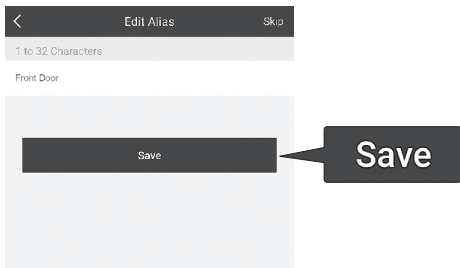 Edit Alias Skip
1 to 32 Characters
Front Door
Save
Save